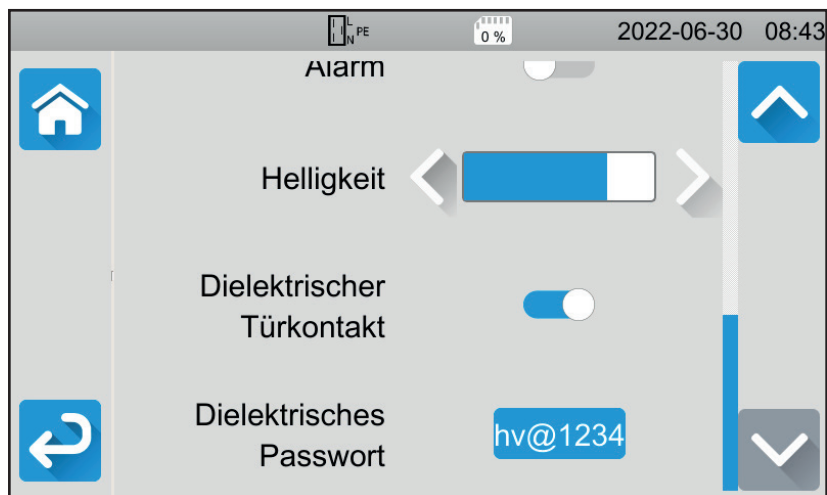 L
N PE
0 %
2022-06-30 08:43
Alarm
Helligkeit
Dielektrischer
Türkontakt
Dielektrisches
Passwort
hv@1234